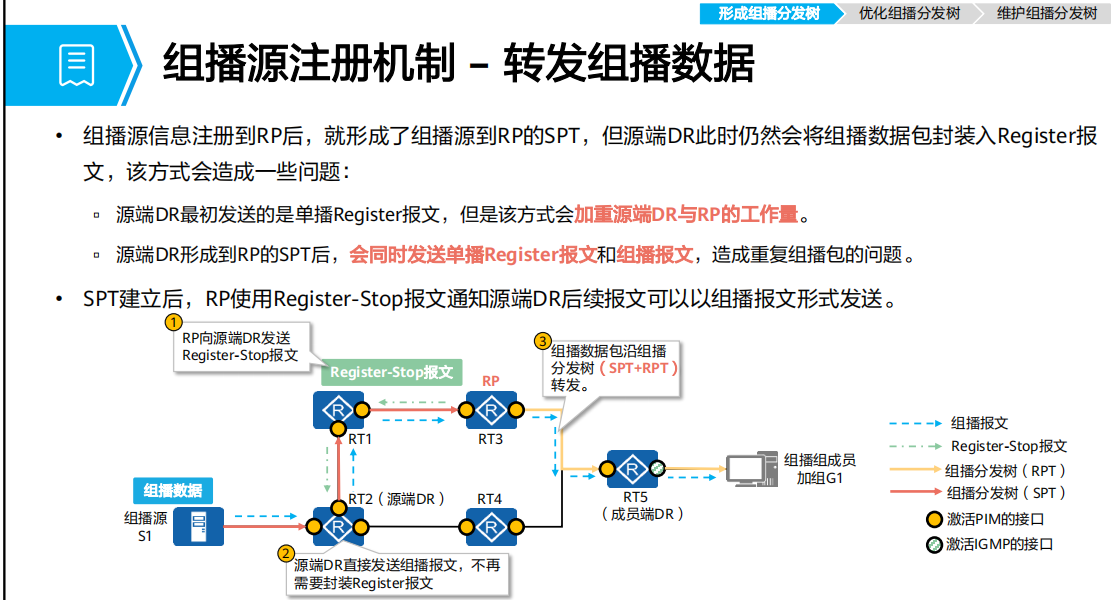 形成组播分发树
优化组播分发树
维护组播分发树
组播源注册机制 – 转发组播数据
• 组播源信息注册到RP后，就形成了组播源到RP的SPT，但源端DR此时仍然会将组播数据包封装入Register报
文，该方式会造成一些问题：
源端DR最初发送的是单播Register报文，但是该方式会加重源端DR与RP的工作量。
源端DR形成到RP的SPT后，会同时发送单播Register报文和组播报文，造成重复组播包的问题。
• SPT建立后，RP使用Register-Stop报文通知源端DR后续报文可以以组播报文形式发送。
1
RP向源端DR发送
Register-Stop报文
Register-Stop报文
RP
3
组播数据包沿组播
分发树（SPT+RPT）
转发。
R
RT1
R
RT3
组播数据
组播源
S1
RT2（源端DR）
R
RT4
R
R
RT5
（成员端DR）
组播组成员
加组G1
2
源端DR直接发送组播报文，不再
需要封装Register报文
组播报文
Register-Stop报文
组播分发树（RPT）
组播分发树（SPT）
激活PIM的接口
激活IGMP的接口